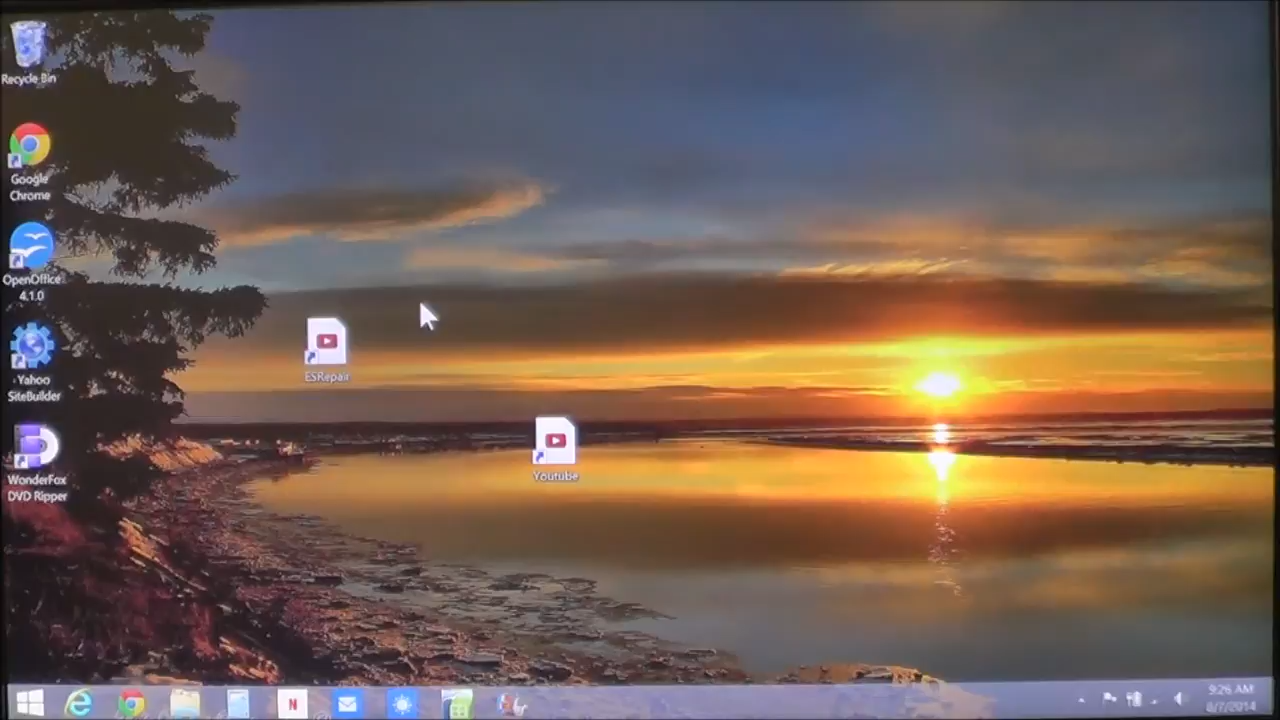 Recycle Bin
Google
Chrome
OpenOffice
4.1.0
Yahoo
SiteBuilder
WonderFox
DVD Ripper
ESRepair
Youtube
N
9:26 AM
8/7/2014